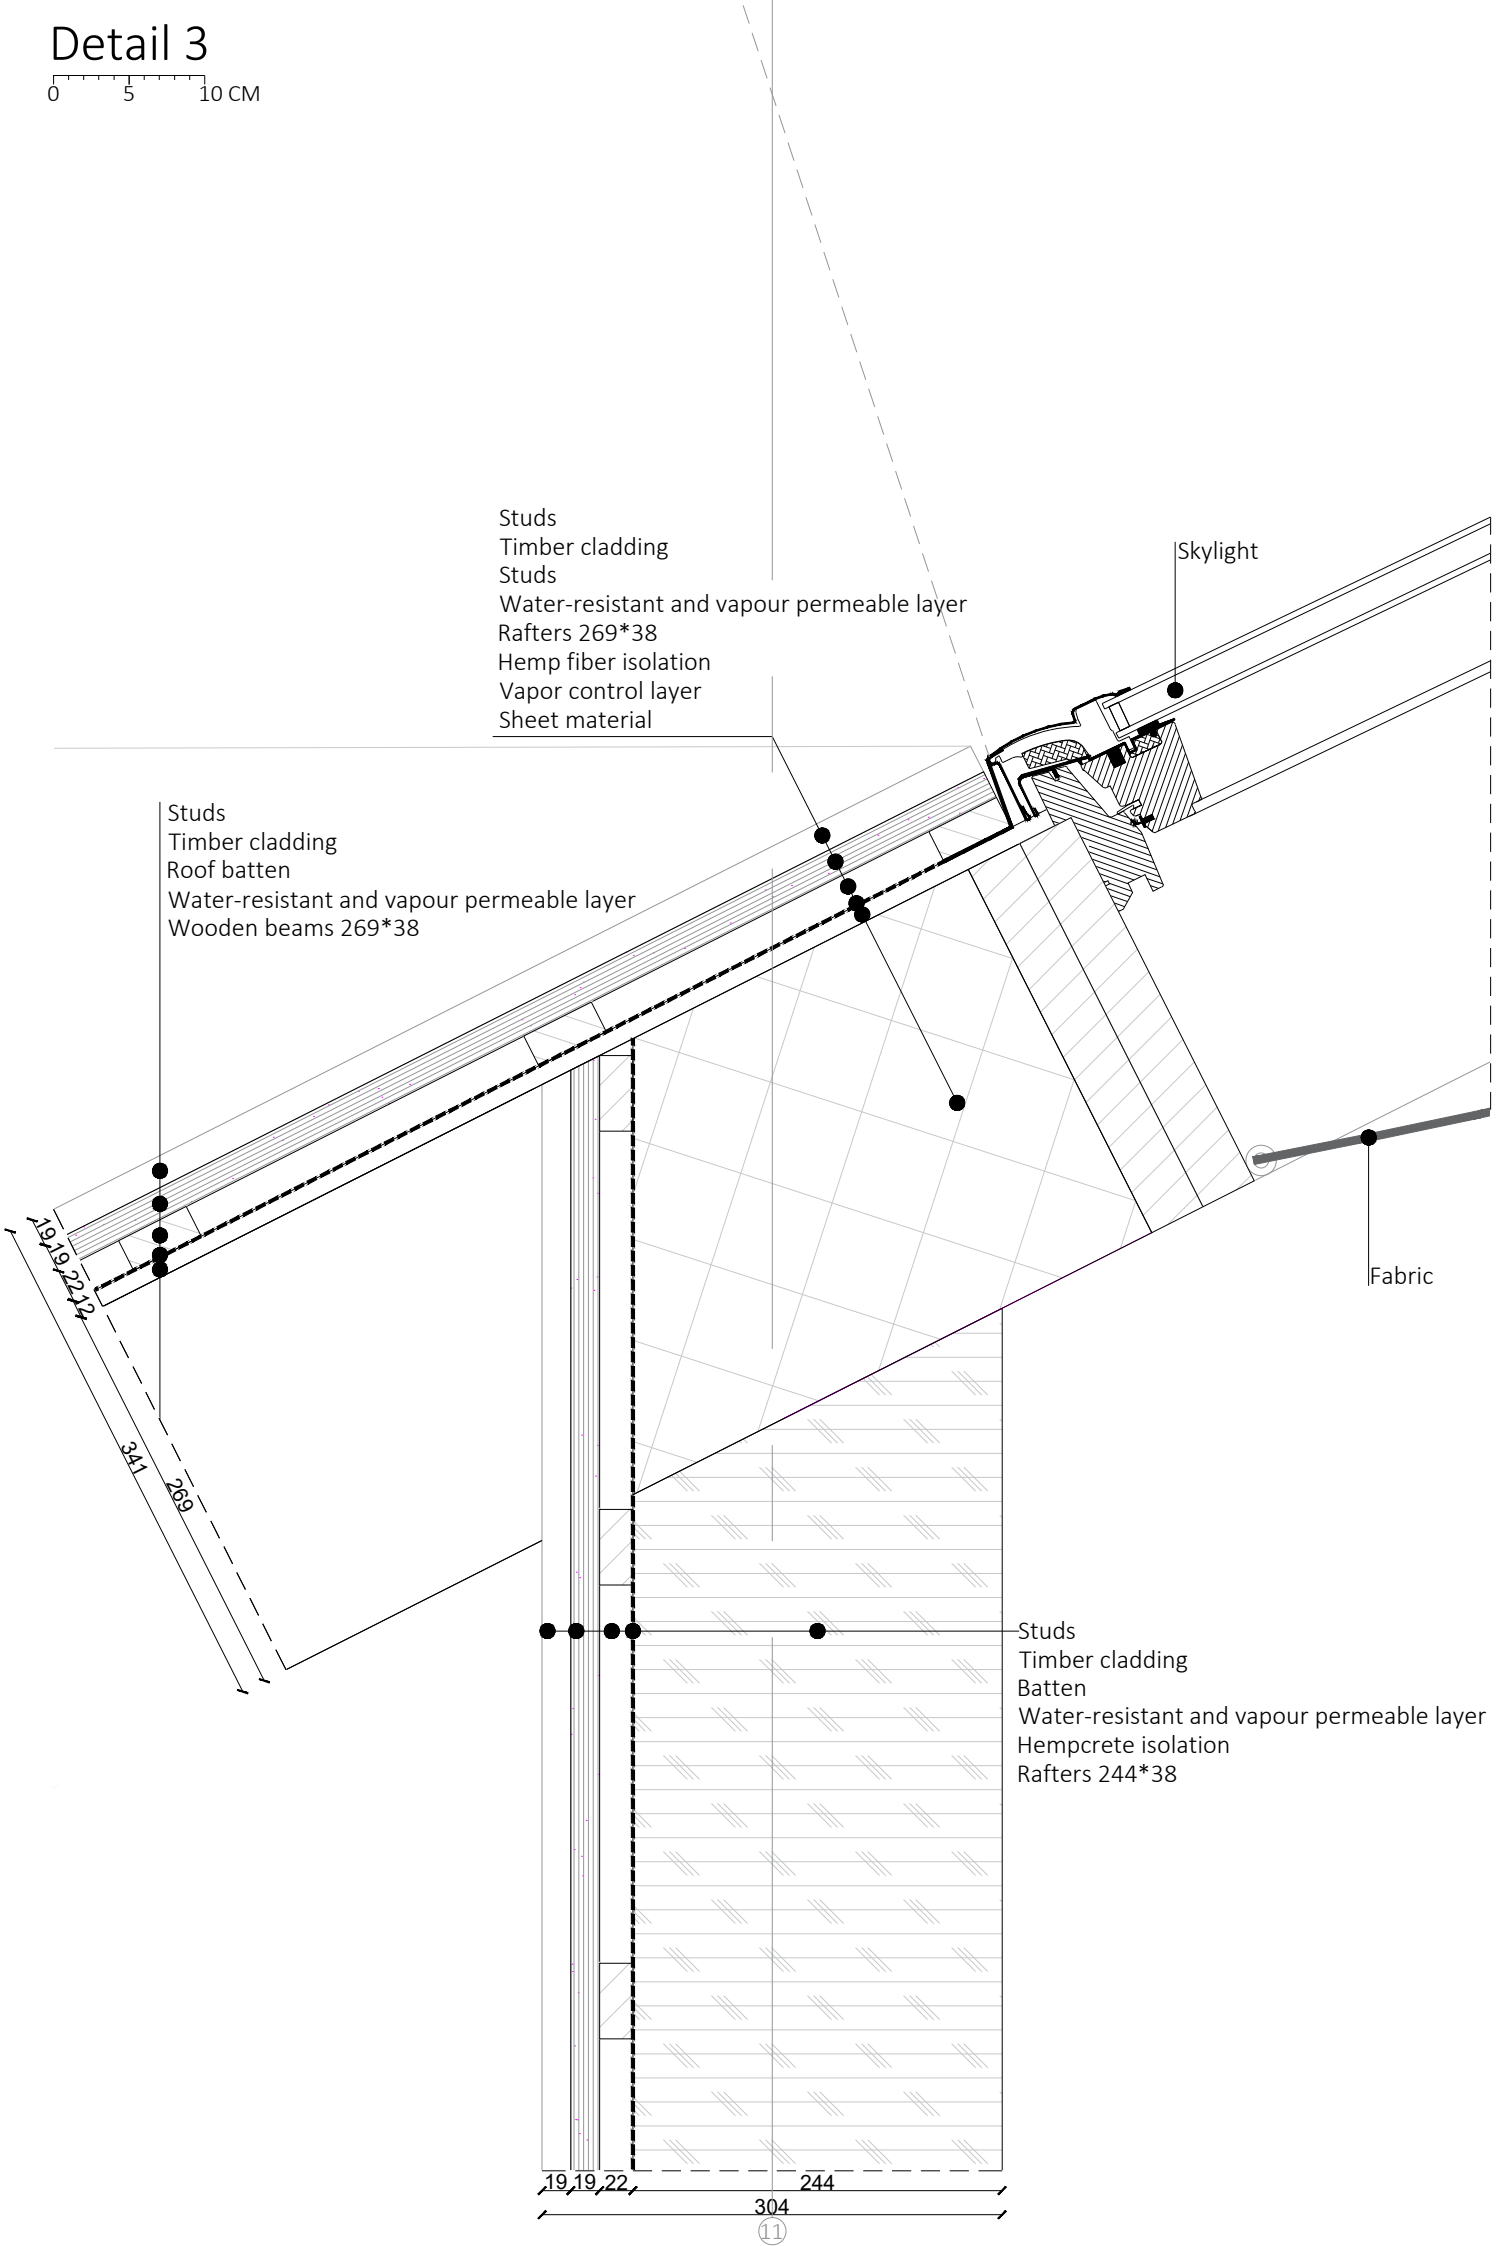 Detail 3
0 5 10 CM
Studs
Timber cladding
Studs
Water-resistant and vapour permeable layer
Rafters 269*38
Hemp fiber isolation
Vapor control layer
Sheet material
Skylight
Studs
Timber cladding
Roof batten
Water-resistant and vapour permeable layer
Wooden beams 269*38
19 19 22 12
341
269
Fabric
Studs
Timber cladding
Batten
Water-resistant and vapour permeable layer
Hempcrete isolation
Rafters 244*38
19 19 22 244
304
11